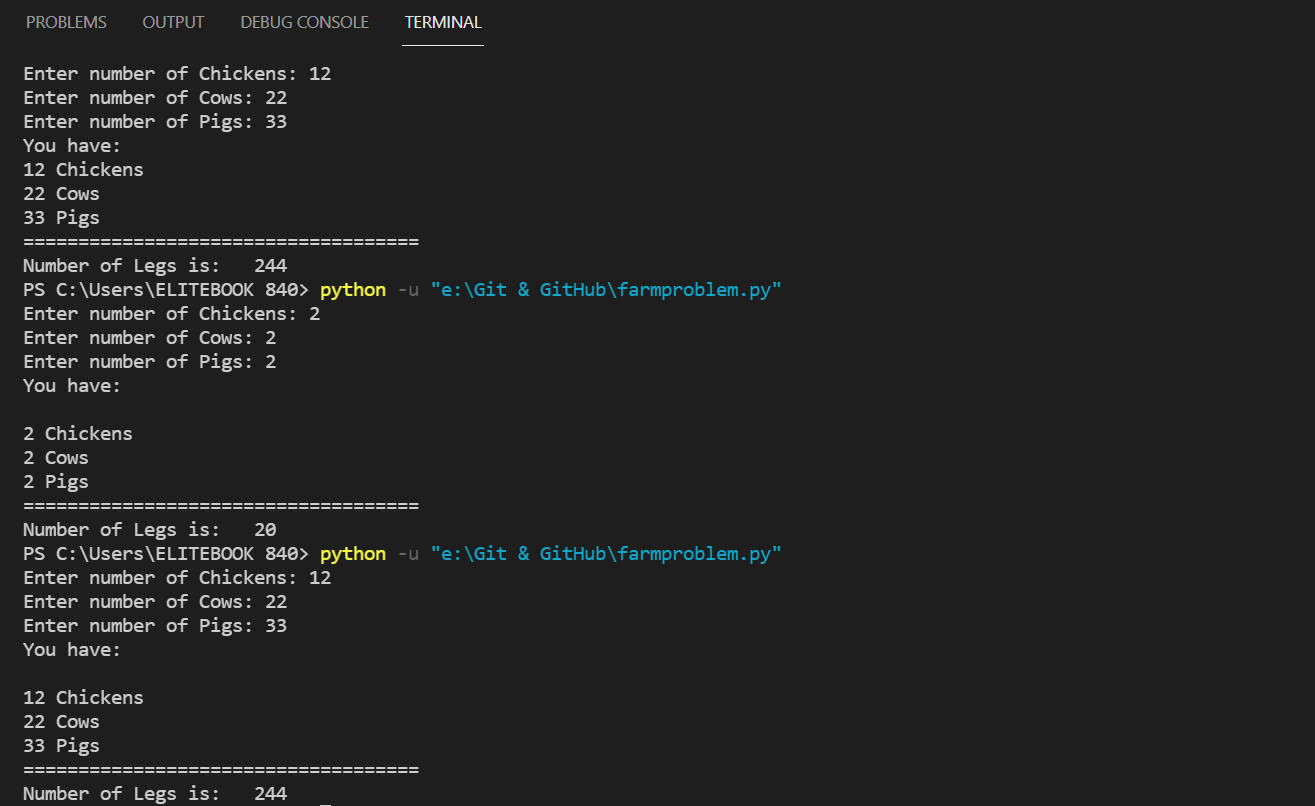 PROBLEMS OUTPUT DEBUG CONSOLE TERMINAL
Enter number of Chickens: 12
Enter number of Cows: 22
Enter number of Pigs: 33
You have:
12 Chickens
22 Cows
33 Pigs
====================================
Number of Legs is:   244
PS C:\Users\ELITEBOOK 840> python -u "e:\Git & GitHub\farmproblem.py"
Enter number of Chickens: 2
Enter number of Cows: 2
Enter number of Pigs: 2
You have:
2 Chickens
2 Cows
2 Pigs
====================================
Number of Legs is:   20
PS C:\Users\ELITEBOOK 840> python -u "e:\Git & GitHub\farmproblem.py"
Enter number of Chickens: 12
Enter number of Cows: 22
Enter number of Pigs: 33
You have:
12 Chickens
22 Cows
33 Pigs
====================================
Number of Legs is:   244